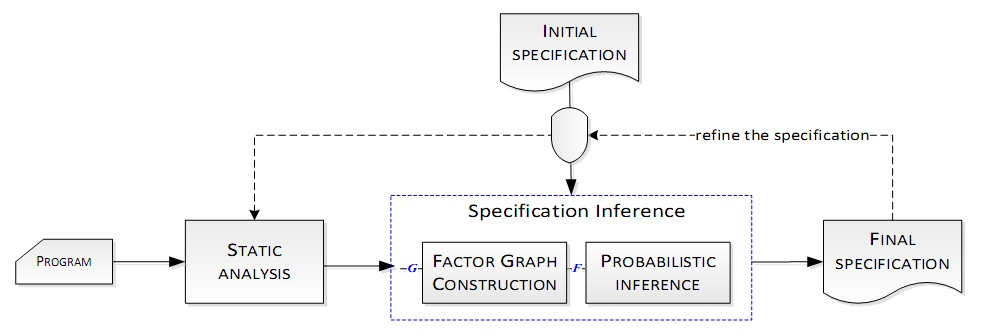 INITIAL
SPECIFICATION
refine the specification
Specification Inference
PROGRAM
STATIC
ANALYSIS
G
FACTOR GRAPH
CONSTRUCTION
F
PROBABILISTIC
INFERENCE
FINAL
SPECIFICATION